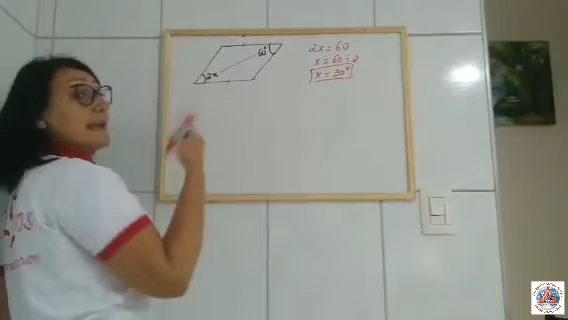 60°
2x
2x = 60
x = 60 ÷ 2
x = 30°